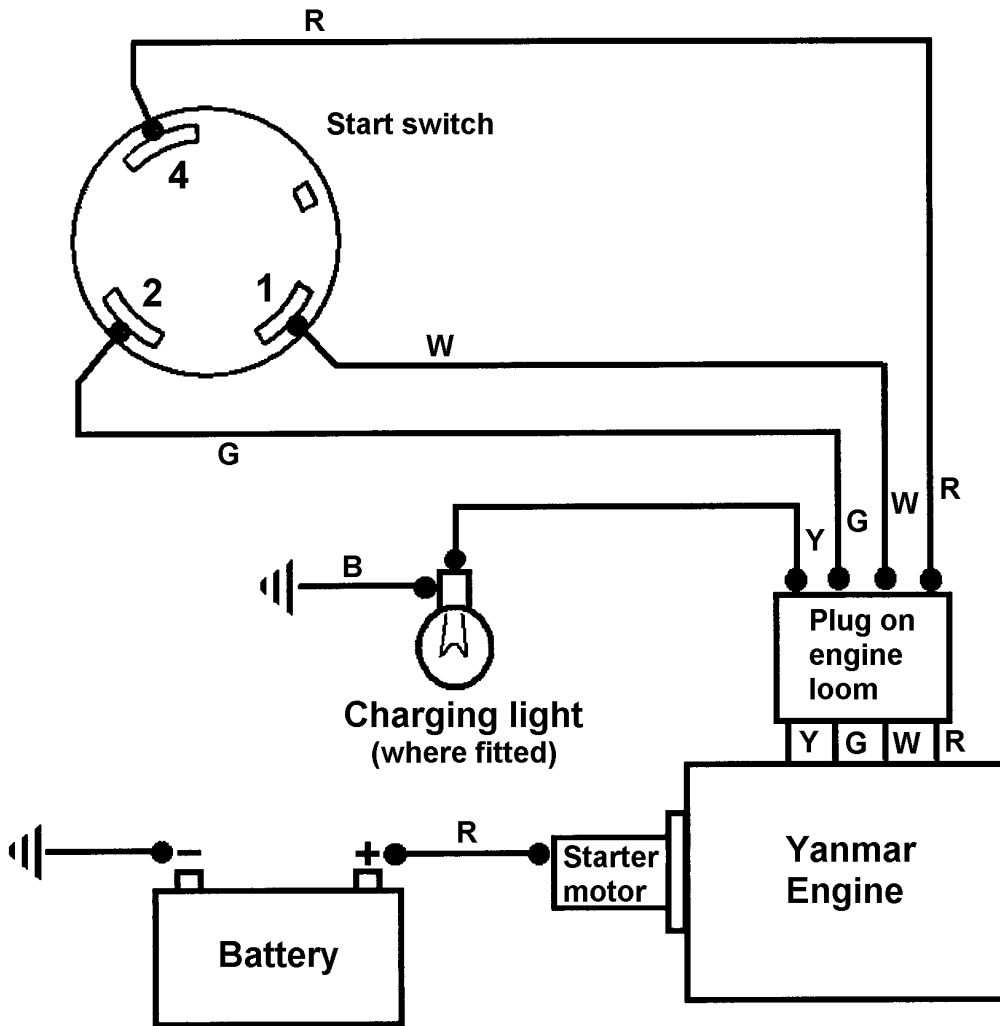 R
Start switch
4
2
1
W
G
R
W
G
Y
B
Plug on
engine
loom
Charging light
(where fitted)
Y G W R
− + R
Starter
motor
Yanmar
Engine
Battery